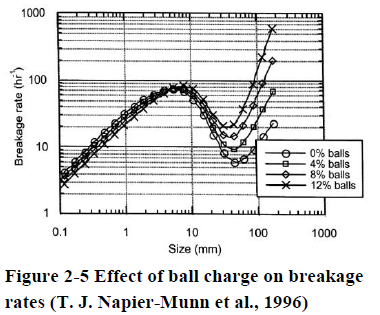 1000
100
10
1
Breakage rate (hr⁻¹)
0.1 1 10 100 1000
Size (mm)
0% balls
4% balls
8% balls
12% balls
Figure 2-5 Effect of ball charge on breakage
rates (T. J. Napier-Munn et al., 1996)